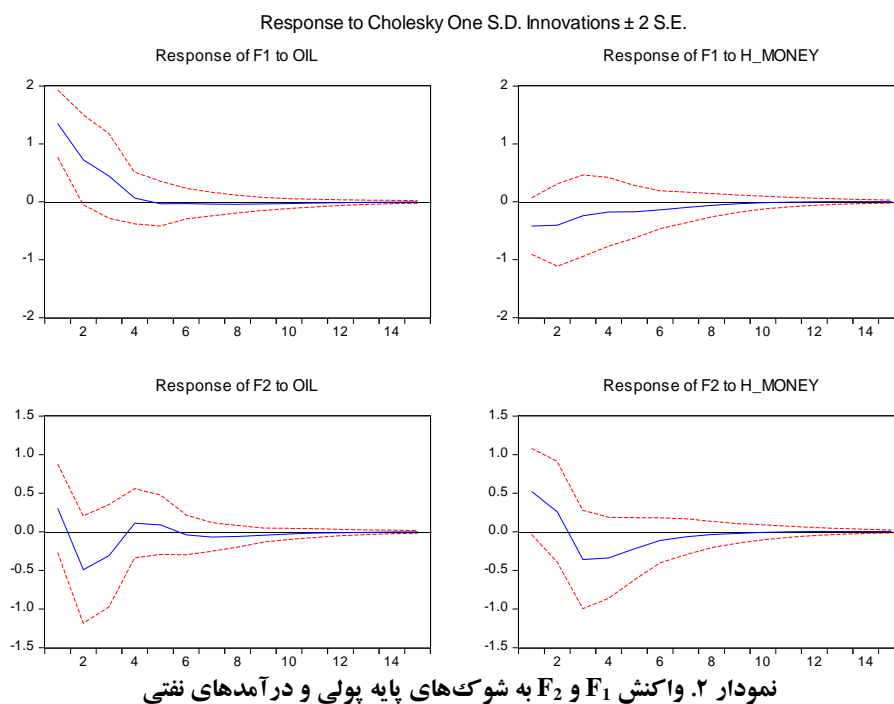 Response to Cholesky One S.D. Innovations ± 2 S.E.
Response of F1 to OIL
2
1
0
-1
-2
2 4 6 8 10 12 14
Response of F1 to H_MONEY
2
1
0
-1
-2
2 4 6 8 10 12 14
Response of F2 to OIL
1.5
1.0
0.5
0.0
-0.5
-1.0
-1.5
2 4 6 8 10 12 14
Response of F2 to H_MONEY
1.5
1.0
0.5
0.0
-0.5
-1.0
-1.5
2 4 6 8 10 12 14
نمودار ۲. واکنش F1 و F2 به شوک‌های پایه پولی و درآمدهای نفتی